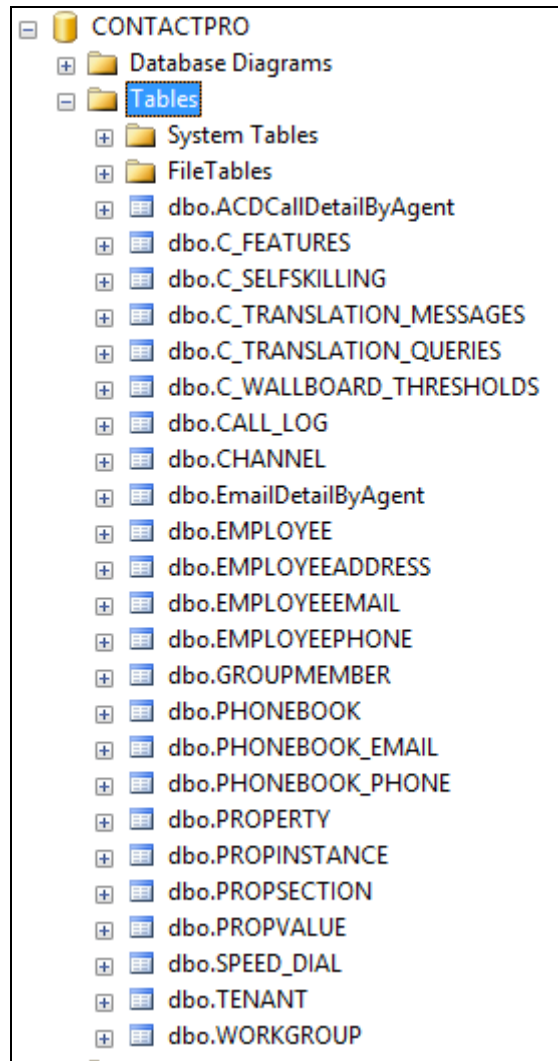 CONTACTPRO
Database Diagrams
Tables
System Tables
FileTables
dbo.ACDCallDetailByAgent
dbo.C_FEATURES
dbo.C_SELFSKILLING
dbo.C_TRANSLATION_MESSAGES
dbo.C_TRANSLATION_QUERIES
dbo.C_WALLBOARD_THRESHOLDS
dbo.CALL_LOG
dbo.CHANNEL
dbo.EmailDetailByAgent
dbo.EMPLOYEE
dbo.EMPLOYEEADDRESS
dbo.EMPLOYEEEMAIL
dbo.EMPLOYEEPHONE
dbo.GROUPMEMBER
dbo.PHONEBOOK
dbo.PHONEBOOK_EMAIL
dbo.PHONEBOOK_PHONE
dbo.PROPERTY
dbo.PROPINSTANCE
dbo.PROPSECTION
dbo.PROPVALUE
dbo.SPEED_DIAL
dbo.TENANT
dbo.WORKGROUP